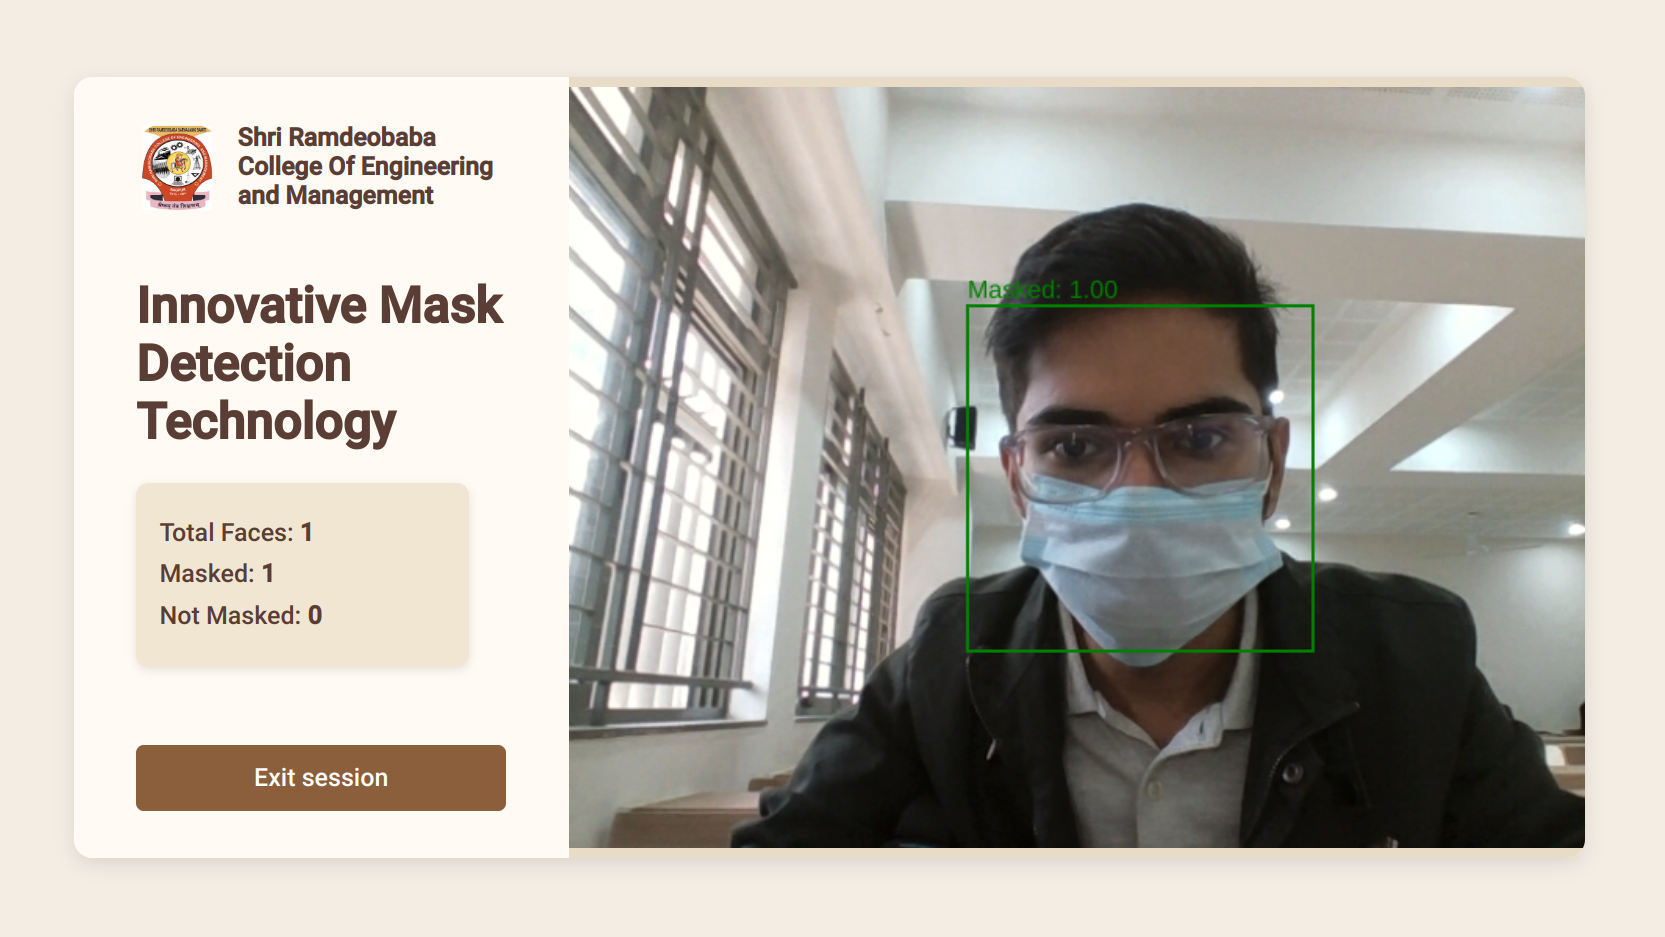 Shri Ramdeobaba
College Of Engineering
and Management
Innovative Mask
Detection
Technology
Total Faces: 1
Masked: 1
Not Masked: 0
Exit session
Masked: 1.00